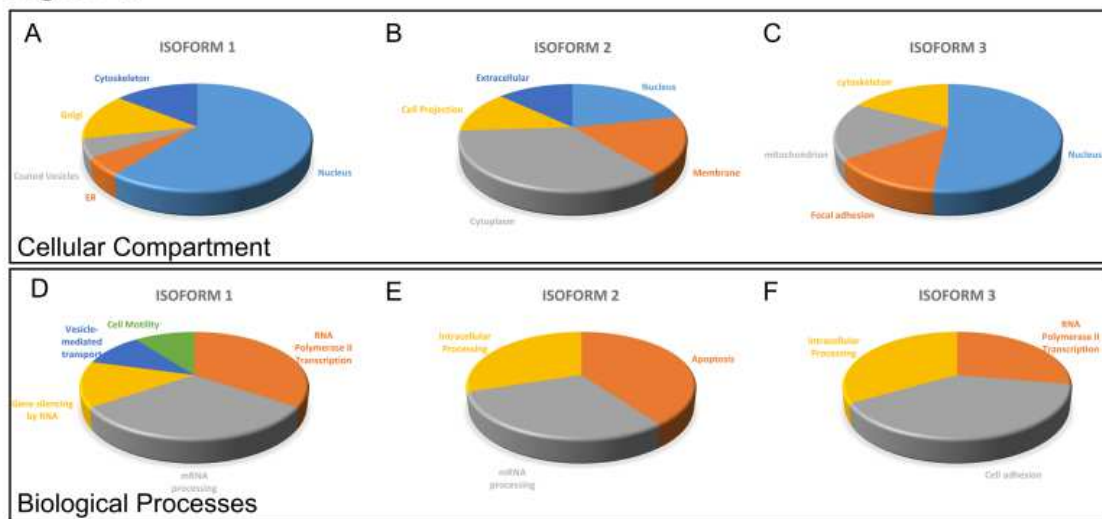 A
ISOFORM 1
Cytoskeleton
Golgi
Coated Vesicles
ER
Nucleus
B
ISOFORM 2
Extracellular
Nucleus
Cell Projection
Membrane
Cytoplasm
C
ISOFORM 3
cytoskeleton
mitochondrion
Nucleus
Focal adhesion
Cellular Compartment
D
ISOFORM 1
Vesicle-
mediated
transport
Cell Motility
RNA
Polymerase II
Transcription
Gene silencing
by RNA
mRNA
processing
E
ISOFORM 2
Intracellular
Processing
Apoptosis
mRNA
processing
F
ISOFORM 3
RNA
Polymerase II
Transcription
Intracellular
Processing
Cell adhesion
Biological Processes